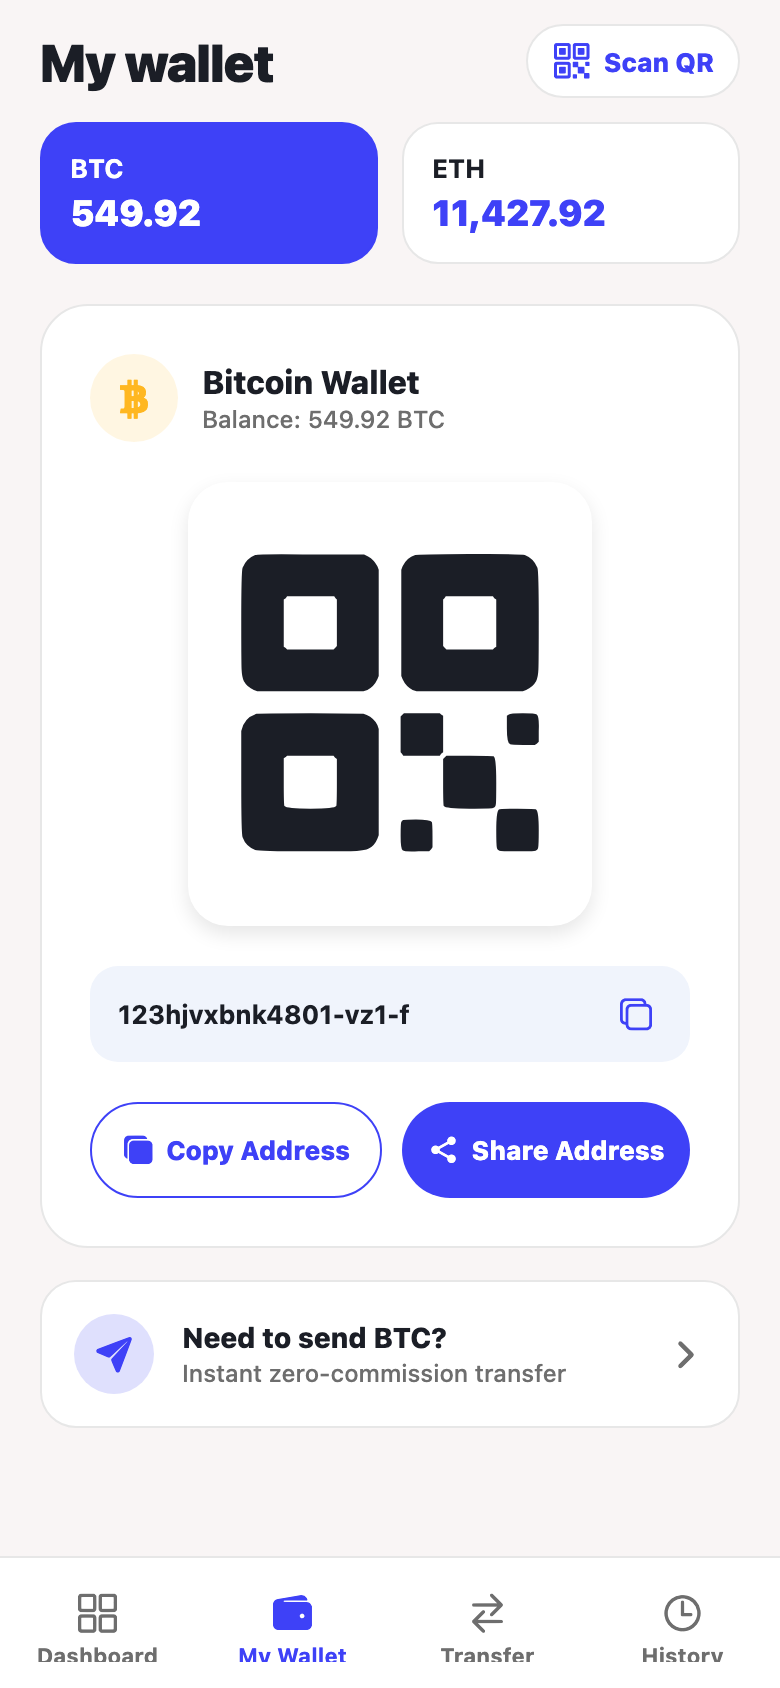 My wallet
Scan QR
BTC
549.92
ETH
11,427.92
Bitcoin Wallet
Balance: 549.92 BTC
123hjvxbnk4801-vz1-f
Copy Address
Share Address
Need to send BTC?
Instant zero-commission transfer
Dashboard
My Wallet
Transfer
History